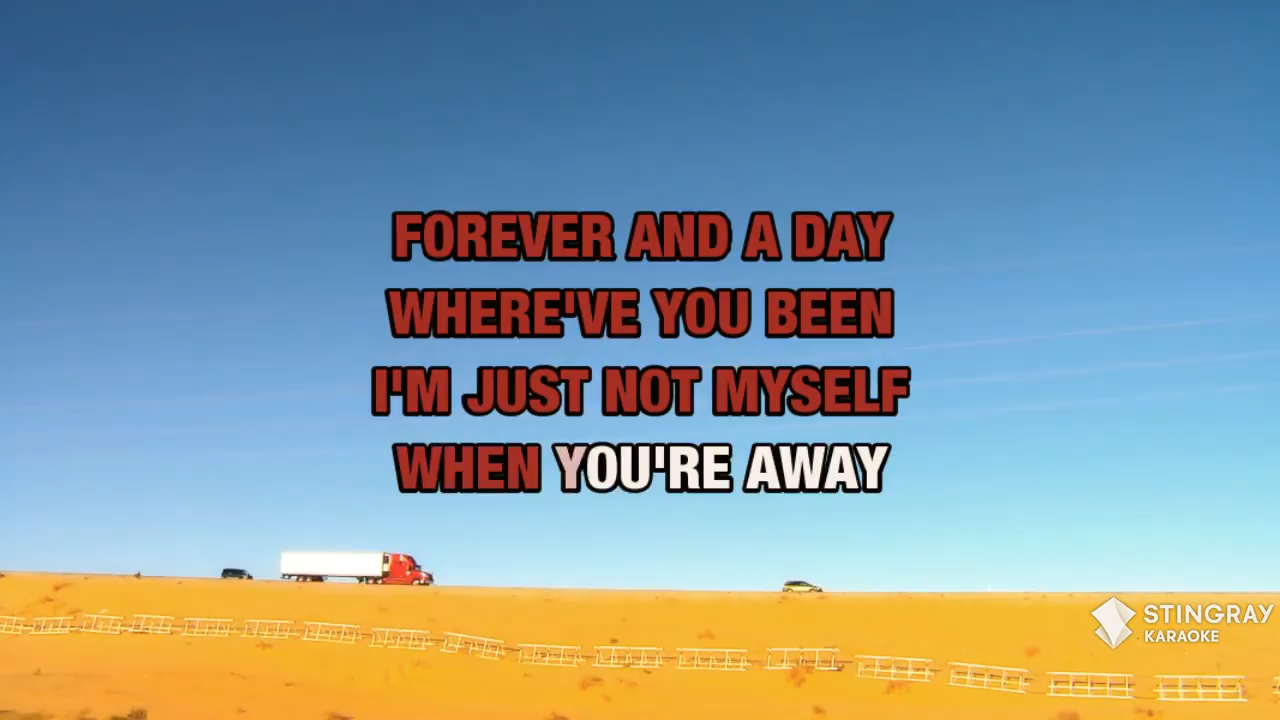 FOREVER AND A DAY
WHERE'VE YOU BEEN
I'M JUST NOT MYSELF
WHEN YOU'RE AWAY
STINGRAY
KARAOKE